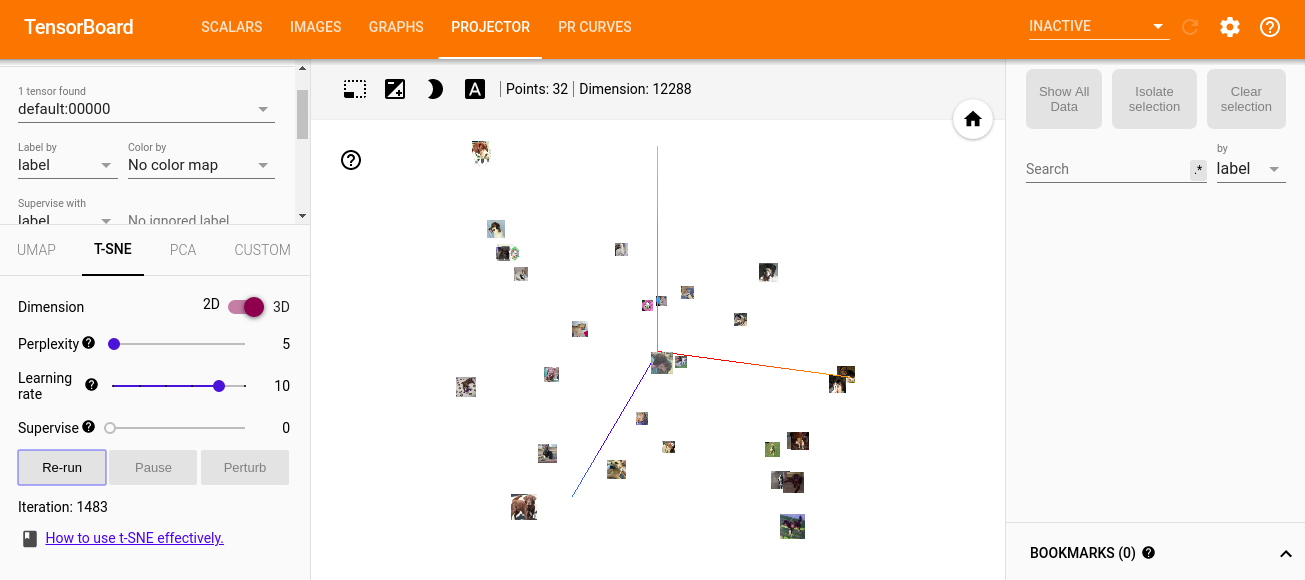 TensorBoard
SCALARS IMAGES GRAPHS PROJECTOR PR CURVES
INACTIVE
1 tensor found
default:00000
Label by
label
Color by
No color map
Supervise with
label
No ignored label
UMAP T-SNE PCA CUSTOM
Dimension 2D 3D
Perplexity 5
Learning
rate 10
Supervise 0
Re-run Pause Perturb
Iteration: 1483
How to use t-SNE effectively.
A Points: 32 Dimension: 12288
Show All
Data
Isolate
selection
Clear
selection
Search .*
by
label
BOOKMARKS (0)